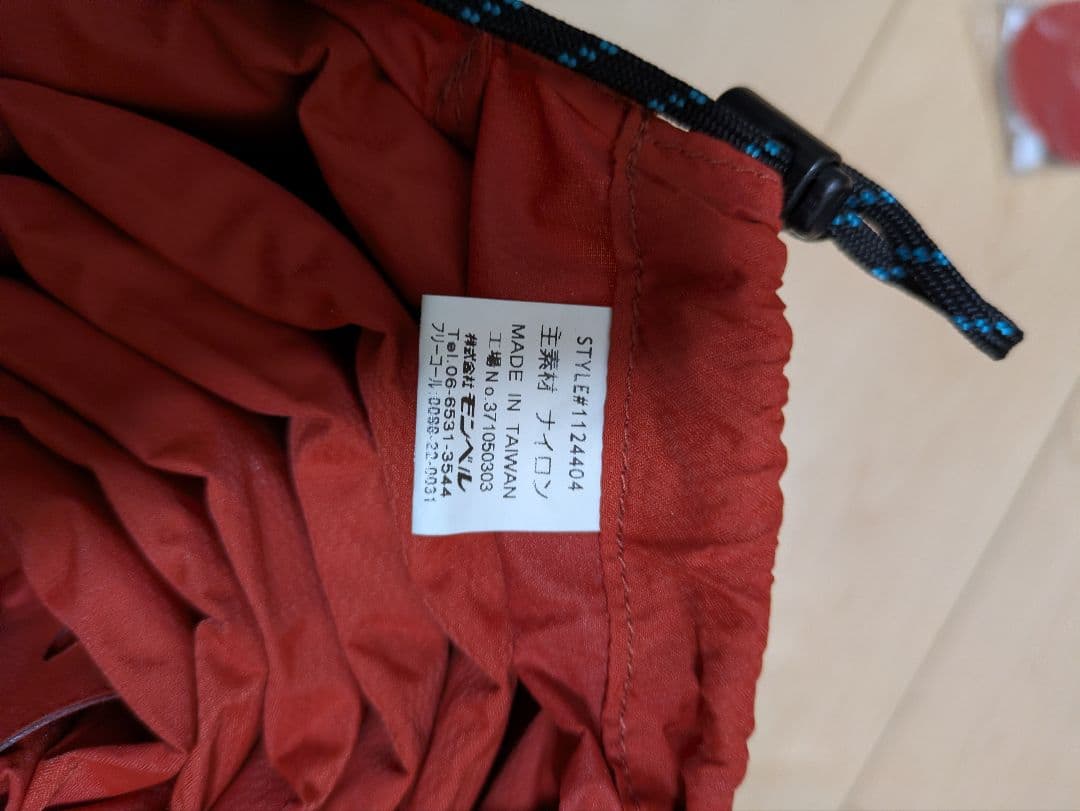 STYLE#1124404
主素材 ナイロン
MADE IN TAIWAN
工場No.371050303
株式会社モンベル
Tel.06-6531-3544
フリーコール:0088-22-0031